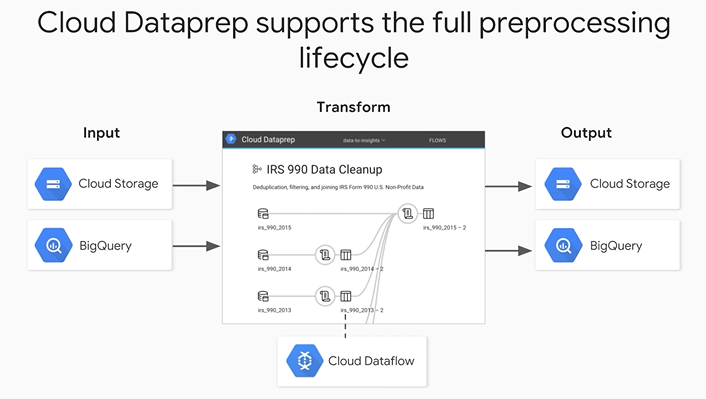 Cloud Dataprep supports the full preprocessing
lifecycle
Transform
Input
Output
Cloud Dataprep
data-to-insights
FLOWS
Cloud Storage
BigQuery
IRS 990 Data Cleanup
Deduplication, filtering, and joining IRS Form 990 U.S. Non-Profit Data
irs_990_2015
irs_990_2015 – 2
irs_990_2014
irs_990_2014 – 2
irs_990_2013
irs_990_2013 – 2
Cloud Storage
BigQuery
Cloud Dataflow